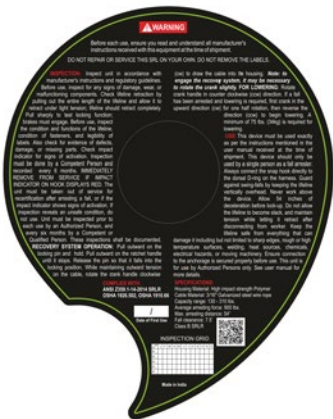 WARNING
Before each use, ensure you read and understand all manufacturer's
instructions received with this equipment at the time of shipment.
DO NOT REPAIR OR SERVICE THIS SRL ON YOUR OWN. DO NOT REMOVE THE LABELS.
INSPECTION: Inspect unit in accordance with
manufacturer's instructions and regulatory guidelines.
Before use, inspect for any signs of damage, wear, or
malfunctioning components. Check lifeline retraction by
pulling out the entire length of the lifeline and allow it to
retract under light tension; lifeline should retract completely.
Pull sharply to test locking function:
brakes must engage. Before use, inspect
the condition and functions of the lifeline,
condition of fasteners, and legibility of
labels. Also check for evidence of defects,
damage, or missing parts. Check impact
indicator for signs of activation. Inspection
must be done by a Competent Person and
recorded every 6 months. IMMEDIATELY
REMOVE FROM SERVICE IF IMPACT
INDICATOR ON HOOK DISPLAYS RED. The
unit must be taken out of service for
recertification after arresting a fall, or if the
impact indicator shows signs of activation. If
inspection reveals an unsafe condition, do
not use. Unit must be inspected prior to
each use by an Authorized Person, and
every six months by a Competent or
Qualified Person. These inspections shall be documented.
RECOVERY SYSTEM OPERATION: Pull outward on the
locking pin and hold. Pull outward on the ratchet handle
until it stops. Release the pin so that it falls into the
locking position. While maintaining outward tension
on the cable, rotate the crank handle clockwise
(cw) to draw the cable into its housing. Note: to
engage the recovery system, it may be necessary
to rotate the crank slightly. FOR LOWERING: Rotate
crank handle in counter clockwise (ccw) direction. If a fall
has been arrested and lowering is required, first crank in the
upward direction (cw) for one half rotation, then reverse the
direction (ccw) to begin lowering. A
minimum of 75 lbs. (34kg) is required for
lowering.
USE: This device must be used exactly
as per the instructions mentioned in the
user manual received at the time of
shipment. This device should only be
used by a single person as a fall arrester.
Always connect the snap hook directly to
the dorsal D-ring on the harness. Guard
against swing-falls by keeping the lifeline
vertically overhead. Never work above
the device. Allow 54 inches of
deceleration before hook-up. Do not allow
the lifeline to become slack, and maintain
tension while letting it retract after
disconnecting from worker. Keep the
lifeline safe from everything that can
damage it including but not limited to sharp edges, rough or high
temperature surfaces, welding, heat sources, chemicals,
electrical hazards, or moving machinery. Ensure connection
to the anchorage is secured properly before use. This unit is
for use by Authorized Persons only. See user manual for
more details.
COMPLIES WITH:
ANSI Z359.1-14-2014 SRLR
OSHA 1926.502, OSHA 1910.66
Date of First Use
SPECIFICATIONS
Housing Material: High impact-strength Polymer
Cable Material: 3/16" Galvanized steel wire rope
Capacity range: 130 - 310 lbs.
Average arresting force: 900 lbs.
Max. arresting distance: 54"
Fall clearance: 7.5'
Class B SRLR
INSPECTION GRID
Made in India